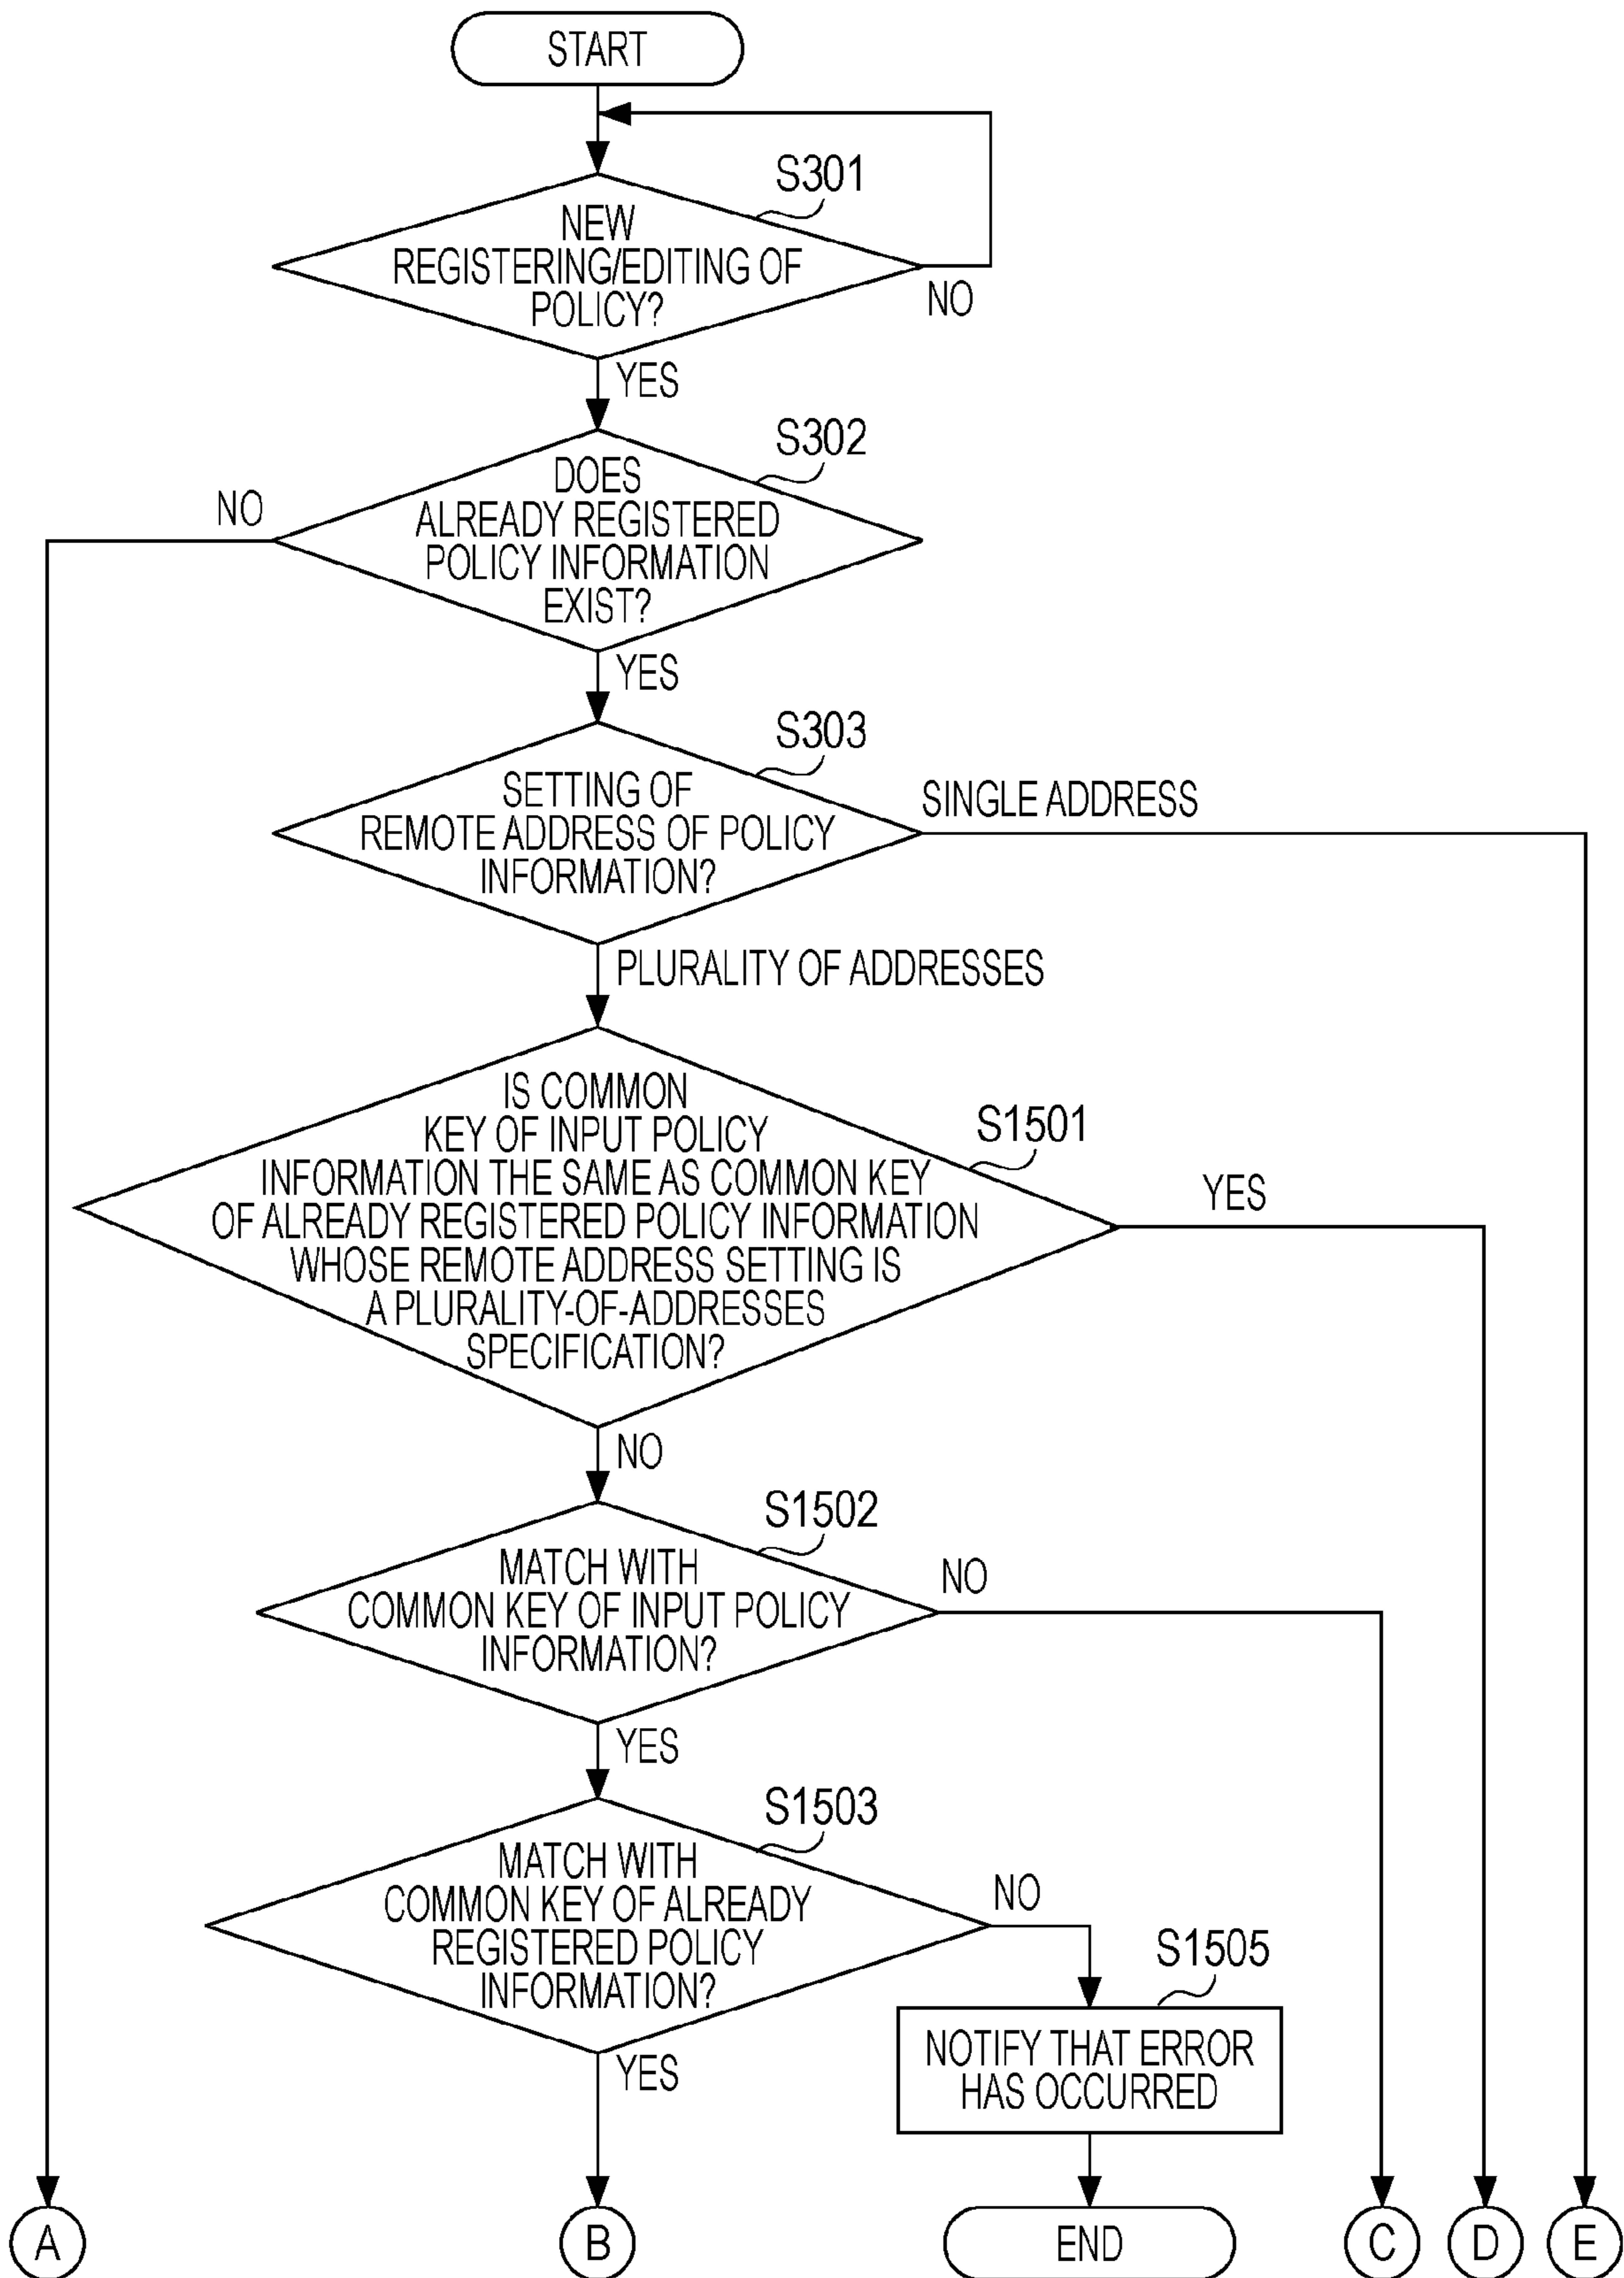 START
S301
NEW
REGISTERING/EDITING OF
POLICY?
NO
YES
S302
DOES
ALREADY REGISTERED
POLICY INFORMATION
EXIST?
NO
YES
S303
SETTING OF
REMOTE ADDRESS OF POLICY
INFORMATION?
SINGLE ADDRESS
PLURALITY OF ADDRESSES
S1501
IS COMMON
KEY OF INPUT POLICY
INFORMATION THE SAME AS COMMON KEY
OF ALREADY REGISTERED POLICY INFORMATION
WHOSE REMOTE ADDRESS SETTING IS
A PLURALITY-OF-ADDRESSES
SPECIFICATION?
YES
NO
S1502
MATCH WITH
COMMON KEY OF INPUT POLICY
INFORMATION?
NO
YES
S1503
MATCH WITH
COMMON KEY OF ALREADY
REGISTERED POLICY
INFORMATION?
NO
YES
S1505
NOTIFY THAT ERROR
HAS OCCURRED
A
B
END
C
D
E